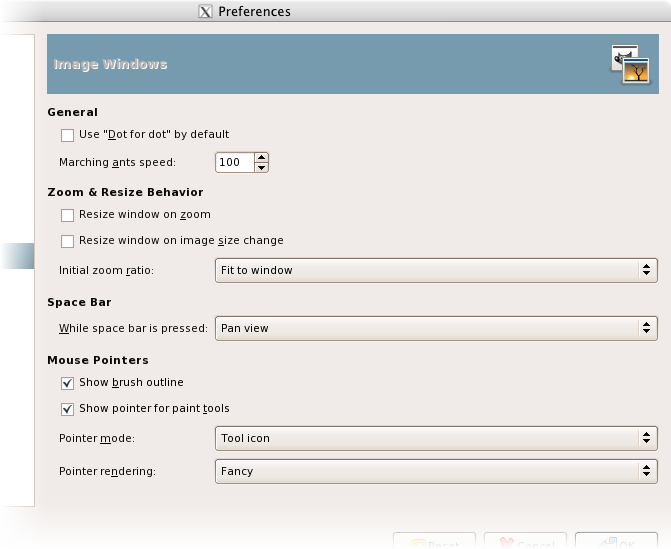 Preferences
Image Windows
General
Use "Dot for dot" by default
Marching ants speed: 100
Zoom & Resize Behavior
Resize window on zoom
Resize window on image size change
Initial zoom ratio: Fit to window
Space Bar
While space bar is pressed: Pan view
Mouse Pointers
Show brush outline
Show pointer for paint tools
Pointer mode: Tool icon
Pointer rendering: Fancy
Reset Cancel OK